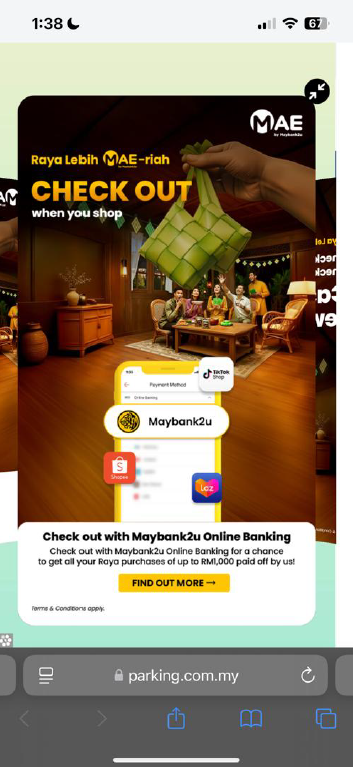 1:38
67
MAE
by Maybank2u
Raya Lebih MAE-riah
CHECK OUT
when you shop
Payment Method
Online Banking
TikTok
Shop
Maybank2u
Shopee
Laz
Check out with Maybank2u Online Banking
Check out with Maybank2u Online Banking for a chance
to get all your Raya purchases of up to RM1,000 paid off by us!
FIND OUT MORE →
Terms & Conditions apply.
parking.com.my